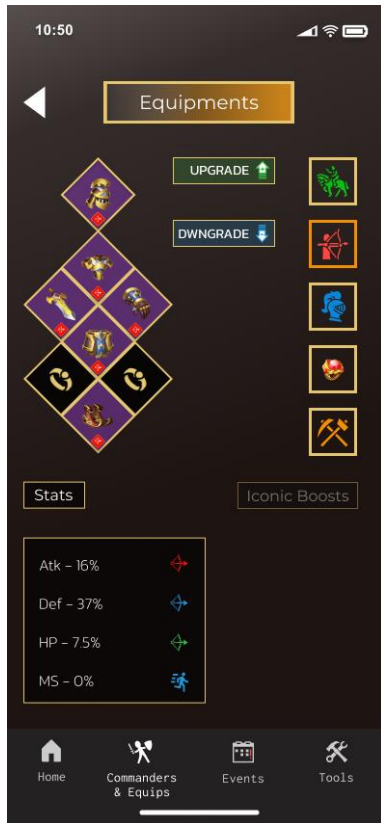 10:50
Equipments
UPGRADE
DWNGRADE
Stats
Iconic Boosts
Atk - 16%
Def - 37%
HP - 7.5%
MS - 0%
Home
Commanders
& Equips
Events
Tools